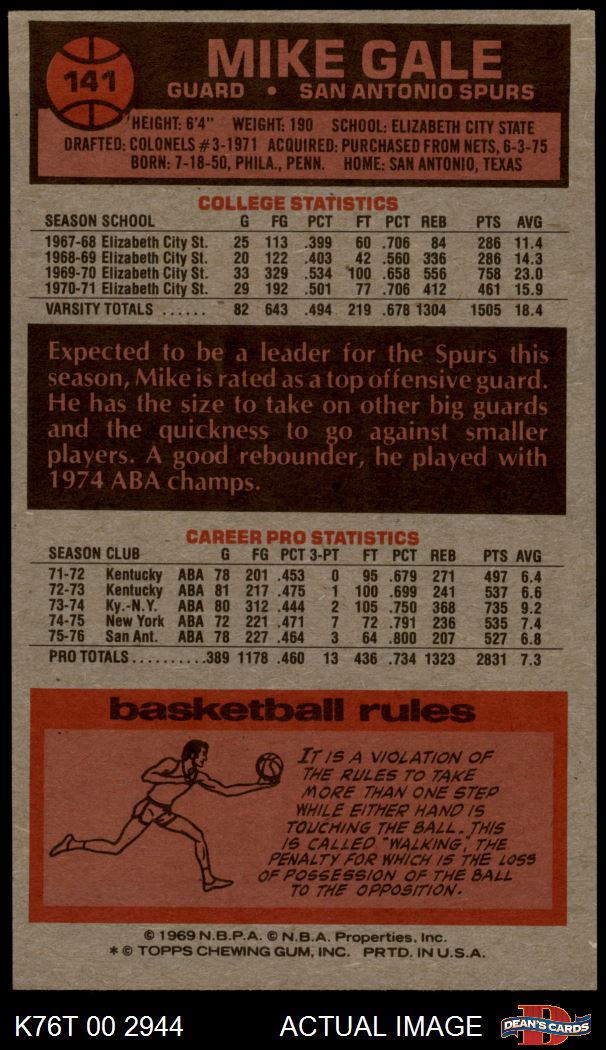 141
MIKE GALE
GUARD • SAN ANTONIO SPURS
HEIGHT: 6'4" WEIGHT: 190 SCHOOL: ELIZABETH CITY STATE
DRAFTED: COLONELS #3-1971 ACQUIRED: PURCHASED FROM NETS, 6-3-75
BORN: 7-18-50, PHILA., PENN. HOME: SAN ANTONIO, TEXAS
COLLEGE STATISTICS
SEASON SCHOOL G FG PCT FT PCT REB PTS AVG
1967-68 Elizabeth City St. 25 113 .399 60 .706 84 286 11.4
1968-69 Elizabeth City St. 20 122 .403 42 .560 336 286 14.3
1969-70 Elizabeth City St. 33 329 .534 100 .658 556 758 23.0
1970-71 Elizabeth City St. 29 192 .501 77 .706 412 461 15.9
VARSITY TOTALS ...... 82 643 .494 219 .678 1304 1505 18.4
Expected to be a leader for the Spurs this
season, Mike is rated as a top offensive guard.
He has the size to take on other big guards
and the quickness to go against smaller
players. A good rebounder, he played with
1974 ABA champs.
CAREER PRO STATISTICS
SEASON CLUB G FG PCT 3-PT FT PCT REB PTS AVG
71-72 Kentucky ABA 78 201 .453 0 95 .679 271 497 6.4
72-73 Kentucky ABA 81 217 .475 1 100 .699 241 537 6.6
73-74 Ky.-N.Y. ABA 80 312 .444 2 105 .750 368 735 9.2
74-75 New York ABA 72 221 .471 7 72 .791 236 535 7.4
75-76 San Ant. ABA 78 227 .464 3 64 .800 207 527 6.8
PRO TOTALS..........389 1178 .460 13 436 .734 1323 2831 7.3
basketball rules
IT IS A VIOLATION OF
THE RULES TO TAKE
MORE THAN ONE STEP
WHILE EITHER HAND IS
TOUCHING THE BALL. THIS
IS CALLED "WALKING," THE
PENALTY FOR WHICH IS THE LOSS
OF POSSESSION OF THE BALL
TO THE OPPOSITION.
© 1969 N.B.P.A. © N.B.A. Properties, Inc.
* © TOPPS CHEWING GUM, INC. PRTD. IN U.S.A.
K76T 00 2944 ACTUAL IMAGE D DEAN'S CARDS